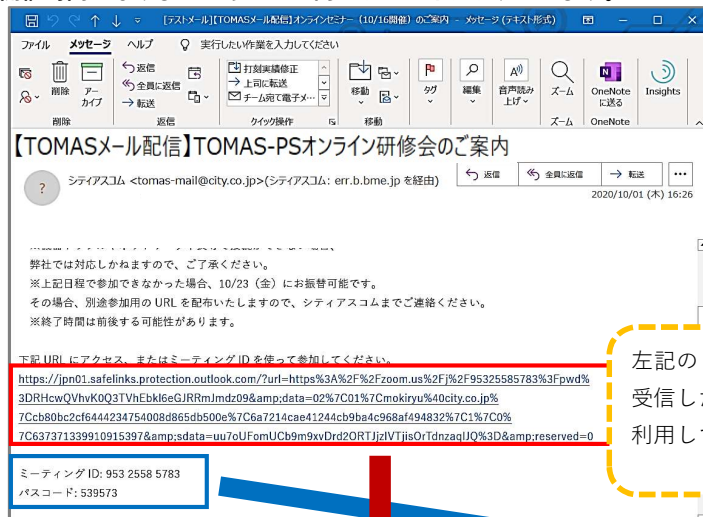 [テストメール]【TOMASメール配信】オンラインセミナー（10/16開催）のご案内 - メッセージ (テキスト形式)
ファイル メッセージ ヘルプ 実行したい作業を入力してください
削除 アーカイブ
返信
全員に返信
転送
打刻実績修正
上司に転送
チーム宛て電子メ…
移動
タグ
編集
音声読み上げ
ズーム
OneNoteに送る
Insights
削除 返信 クイック操作 移動 ズーム OneNote
【TOMASメール配信】TOMAS-PSオンライン研修会のご案内
?
シティアスコム <tomas-mail@city.co.jp>(シティアスコム: err.b.bme.jp を経由)
返信 全員に返信 転送 …
2020/10/01 (木) 16:26
弊社では対応しかねますので、ご了承ください。
※上記日程で参加できなかった場合、10/23（金）にお振替可能です。
その場合、別途参加用の URL を配布いたしますので、シティアスコムまでご連絡ください。
※終了時間は前後する可能性があります。
下記 URL にアクセス、またはミーティング ID を使って参加してください。
https://jpn01.safelinks.protection.outlook.com/?url=https%3A%2F%2Fzoom.us%2Fj%2F95325585783%3Fpwd%
3DRHcwQVhvK0Q3TVhEbkl6eGJRRmJmdz09&amp;data=02%7C01%7Cmokiryu%40city.co.jp%
7Ccb80bc2cf6444234754008d865db500e%7C6a7214cae41244cb9ba4c968af494832%7C1%7C0%
7C637371339910915397&amp;sdata=uu7oUFomUCb9m9xvDrd2ORTJjzIVTjisOrTdnzaqIJQ%3D&amp;reserved=0
ミーティング ID: 953 2558 5783
パスコード: 539573
左記の
受信し
利用して